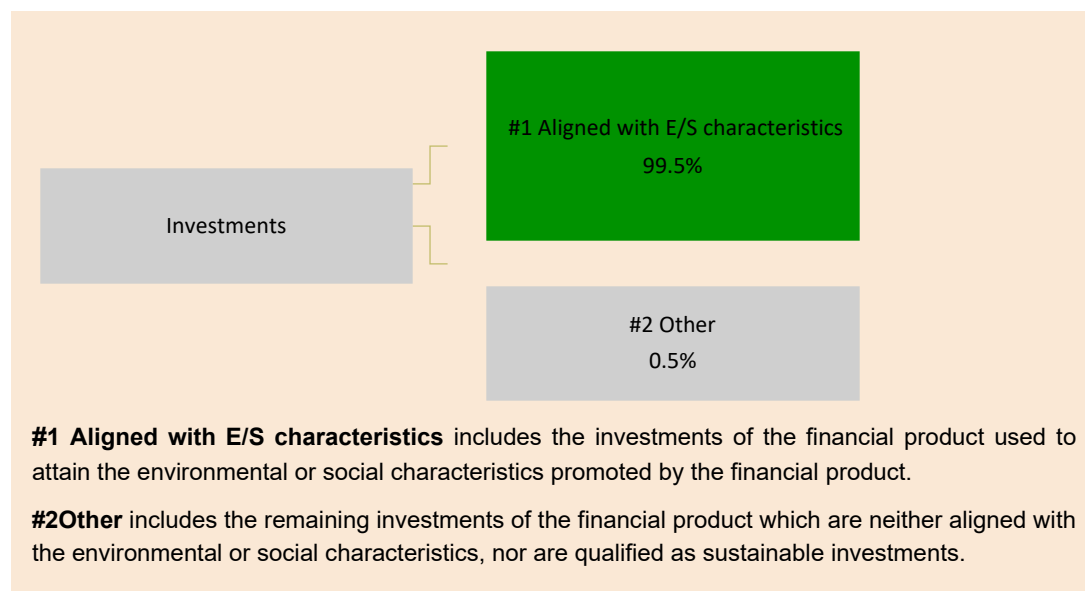 #1 Aligned with E/S characteristics
99.5%
Investments
#2 Other
0.5%
#1 Aligned with E/S characteristics includes the investments of the financial product used to
attain the environmental or social characteristics promoted by the financial product.
#2Other includes the remaining investments of the financial product which are neither aligned with
the environmental or social characteristics, nor are qualified as sustainable investments.